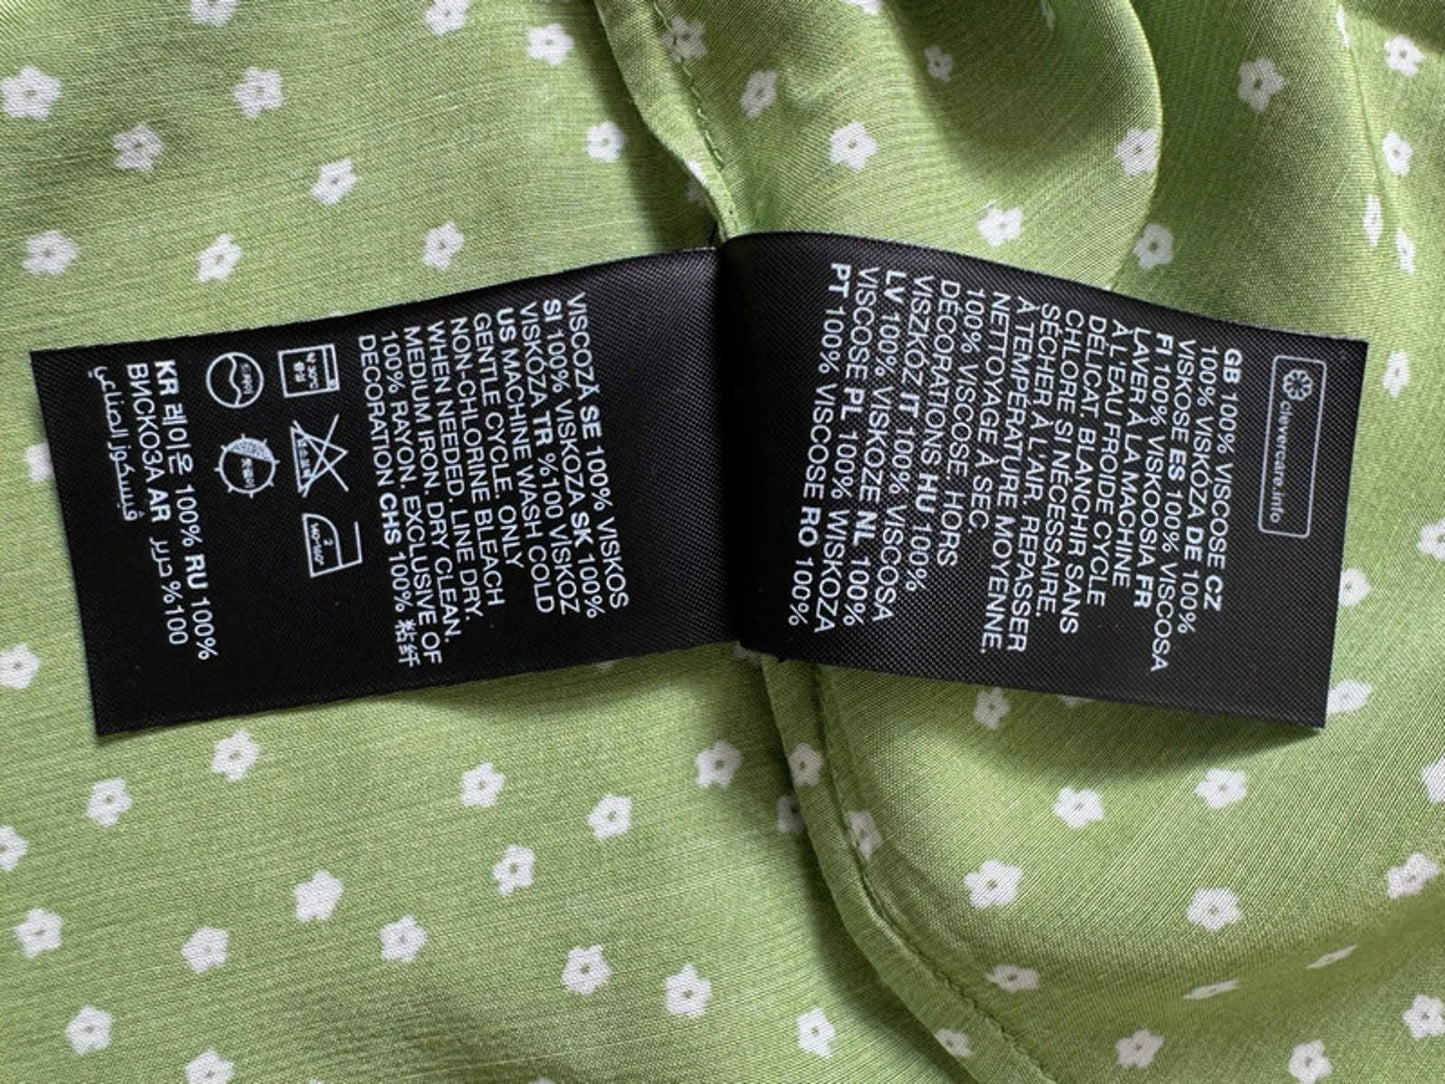 clevercare.info
GB 100% VISCOSE CZ
100% VISKÓZA DE 100%
VISKOSE ES 100% VISCOSA
FI 100% VISKOOSIA FR
LAVER À LA MACHINE
À L'EAU FROIDE CYCLE
DELICAT BLANCHIR SANS
CHLORE SI NÉCESSAIRE.
SÉCHER À L'AIR. REPASSER
À TEMPÉRATURE MOYENNE.
NETTOYAGE À SEC.
100% VISCOSE. HORS
DÉCORATIONS HU 100%
VISZKÓZ IT 100% VISCOSA
LV 100% VISKOZE NL 100%
VISCOSE PL 100% WISKOZA
PT 100% VISCOSE RO 100%
VISCOZĂ SE 100% VISKOS
SI 100% VISKOZA SK 100%
VISKÓZA TR %100 VISKOZ
US MACHINE WASH COLD
GENTLE CYCLE. ONLY
NON-CHLORINE BLEACH
WHEN NEEDED. LINE DRY.
MEDIUM IRON. DRY CLEAN.
100% RAYON. EXCLUSIVE OF
DECORATION CHS 100% 粘纤
KR 레이온 100% RU 100%
ВИСКОЗА AR %100 حرير
فيسكوز الصناعي